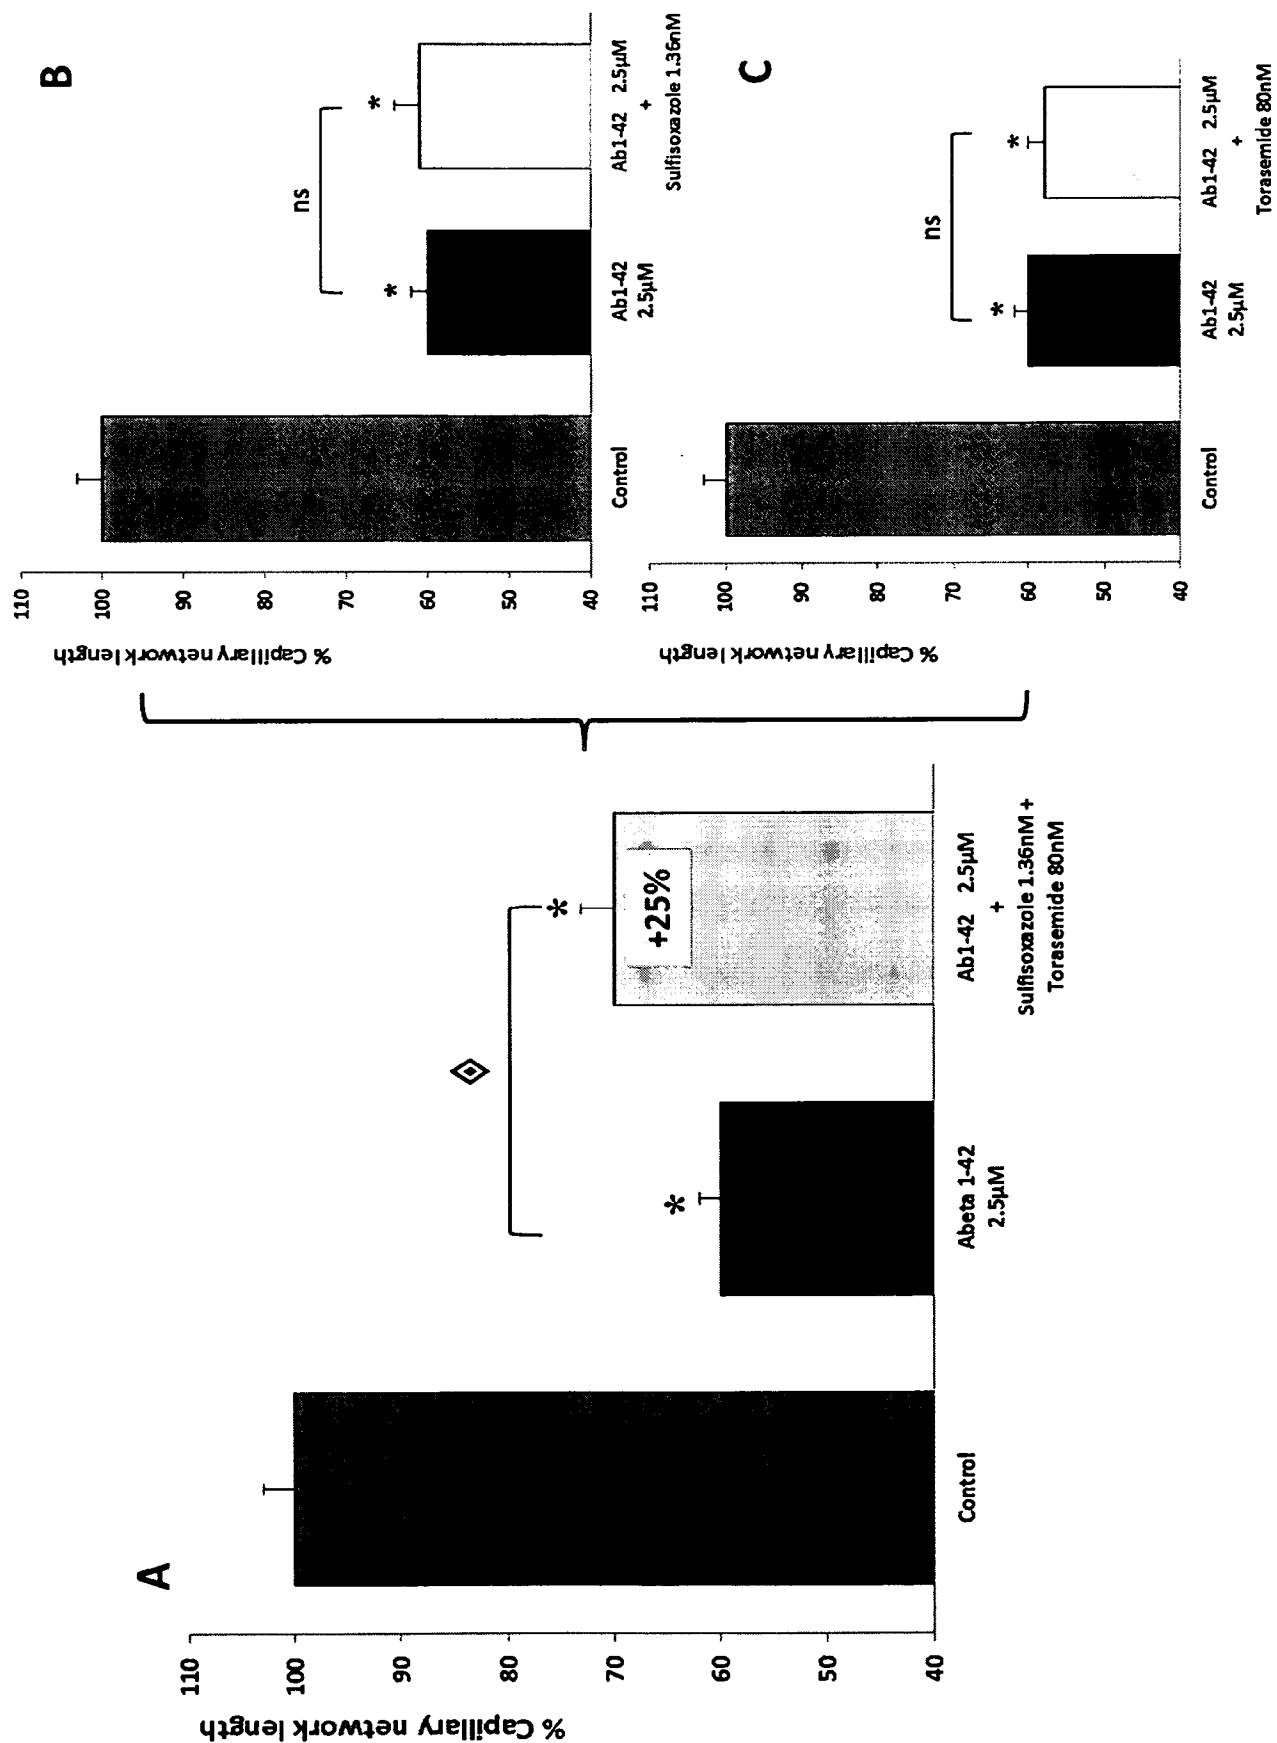 A
% Capillary network length
110
100
90
80
70
60
50
40
*
*
+25%
Control
Abeta 1-42
2.5µM
Ab1-42 2.5µM
+
Sulfisoxazole 1.36nM +
Torasemide 80nM
B
% Capillary network length
110
100
90
80
70
60
50
40
ns
*
*
Control
Ab1-42
2.5µM
Ab1-42 2.5µM
+
Sulfisoxazole 1.36nM
C
% Capillary network length
110
100
90
80
70
60
50
40
ns
*
*
Control
Ab1-42
2.5µM
Ab1-42 2.5µM
+
Torasemide 80nM